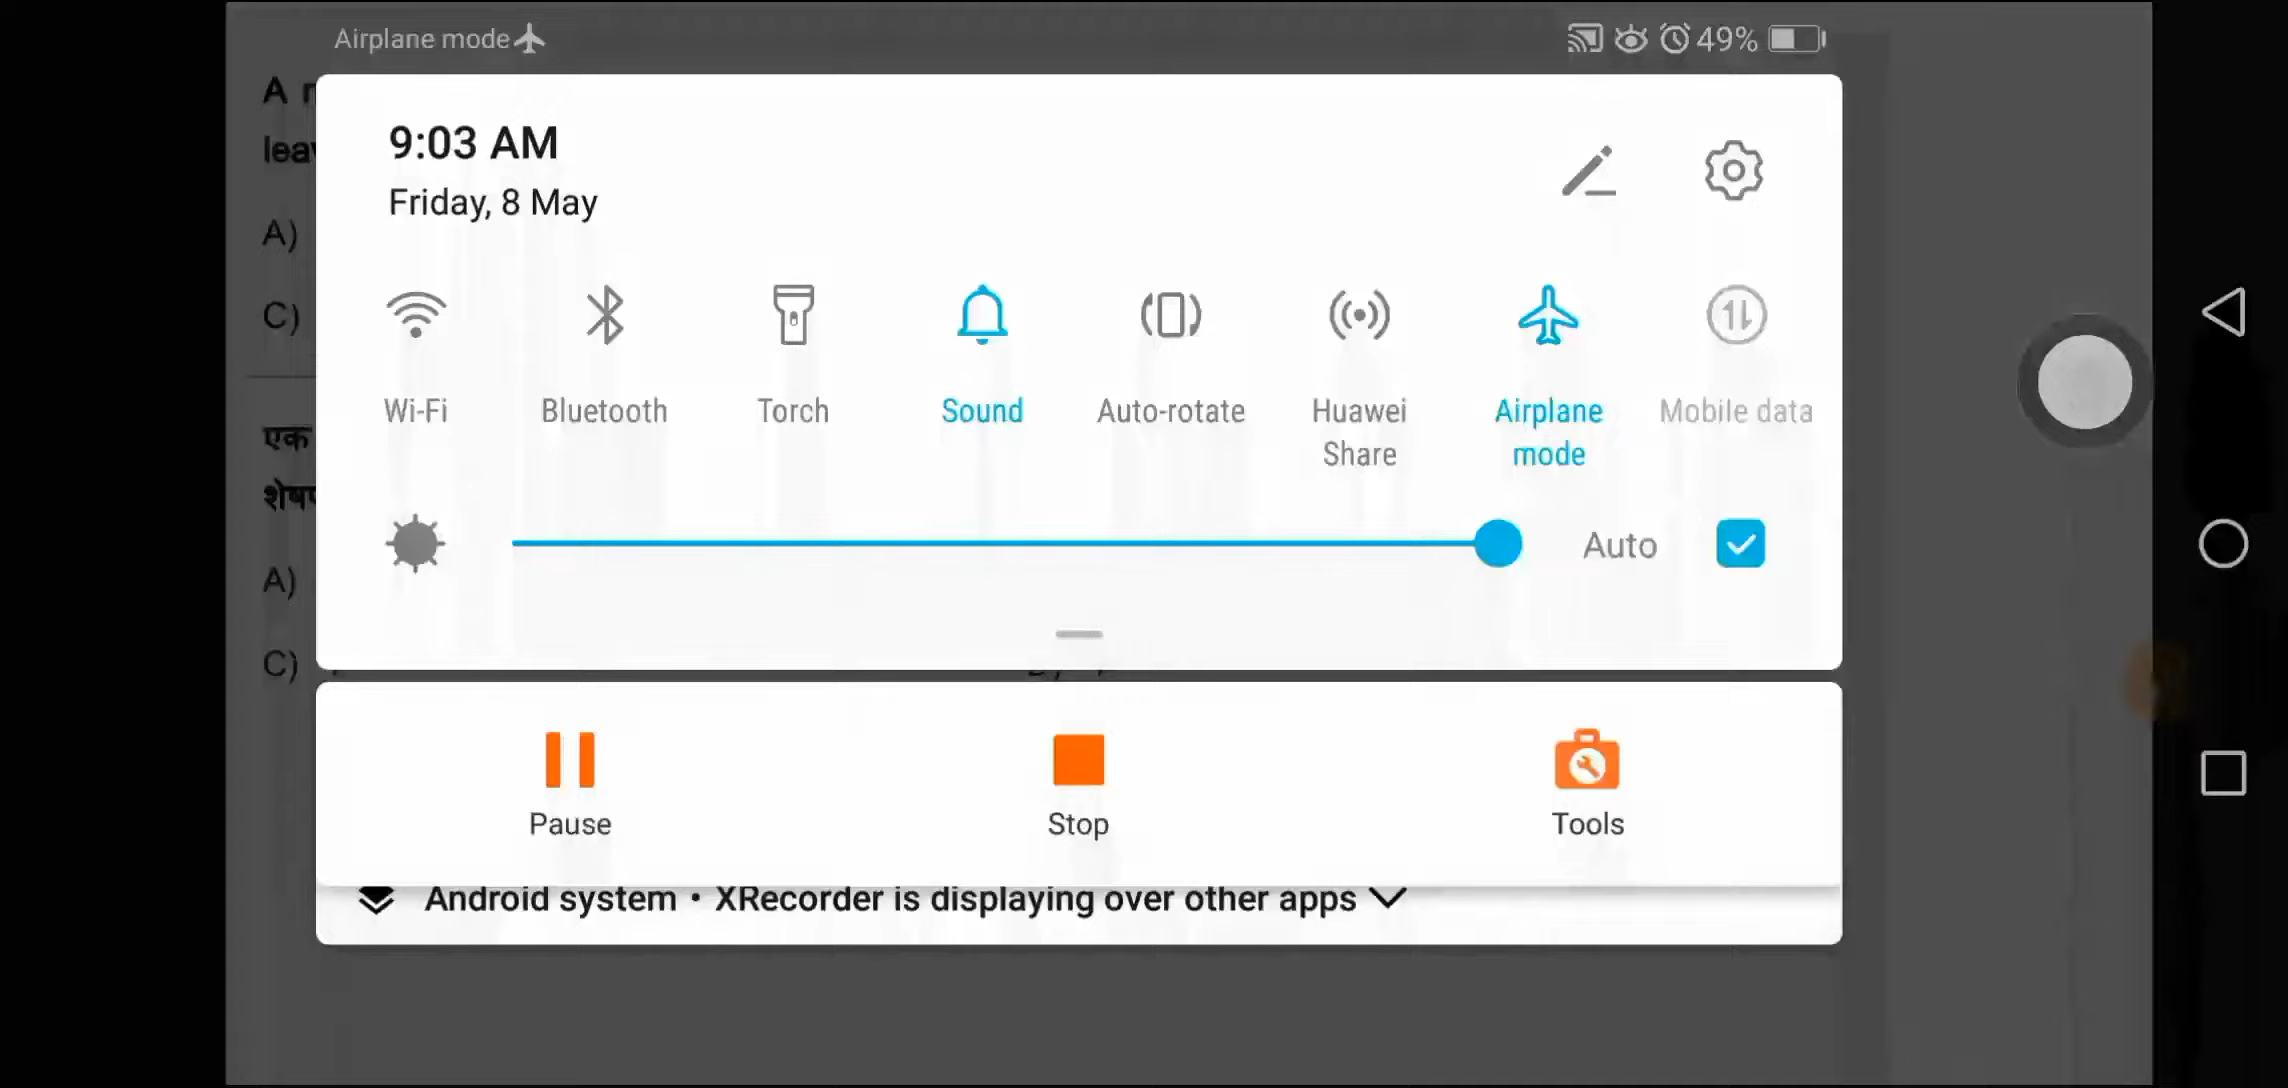 Airplane mode 49%
A
9:03 AM
Friday, 8 May
A)
C)
Wi-Fi Bluetooth Torch Sound Auto-rotate Huawei Share Airplane mode Mobile data
एक
Auto
A)
C)
Pause Stop Tools
Android system • XRecorder is displaying over other apps